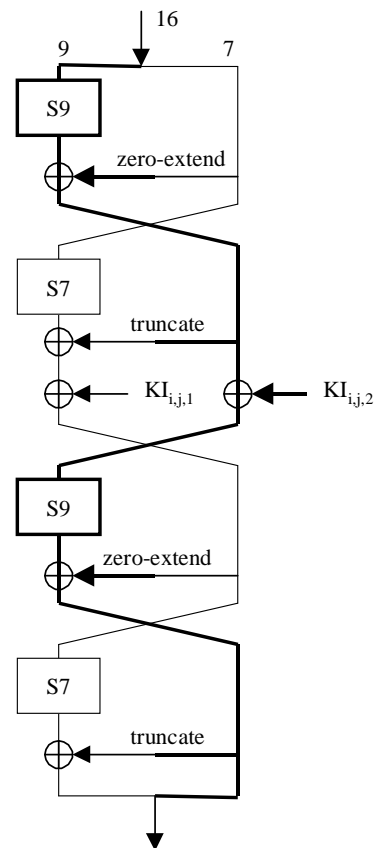 16
9 7
S9
zero-extend
S7
truncate
KI_{i,j,1} KI_{i,j,2}
S9
zero-extend
S7
truncate